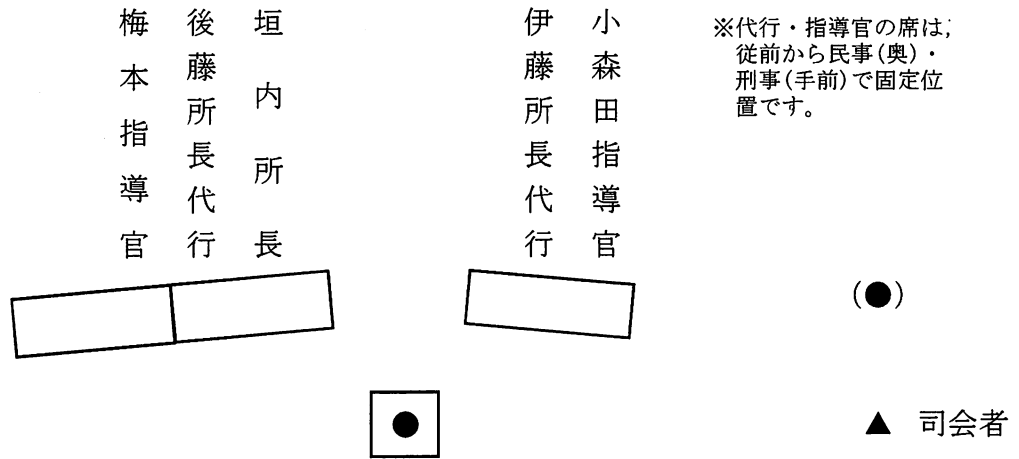 小森田指導官
伊藤所長代行
垣内所長
後藤所長代行
梅本指導官
※代行・指導官の席は,
従前から民事(奥)・
刑事(手前)で固定位
置です。
(●)
●
▲ 司会者